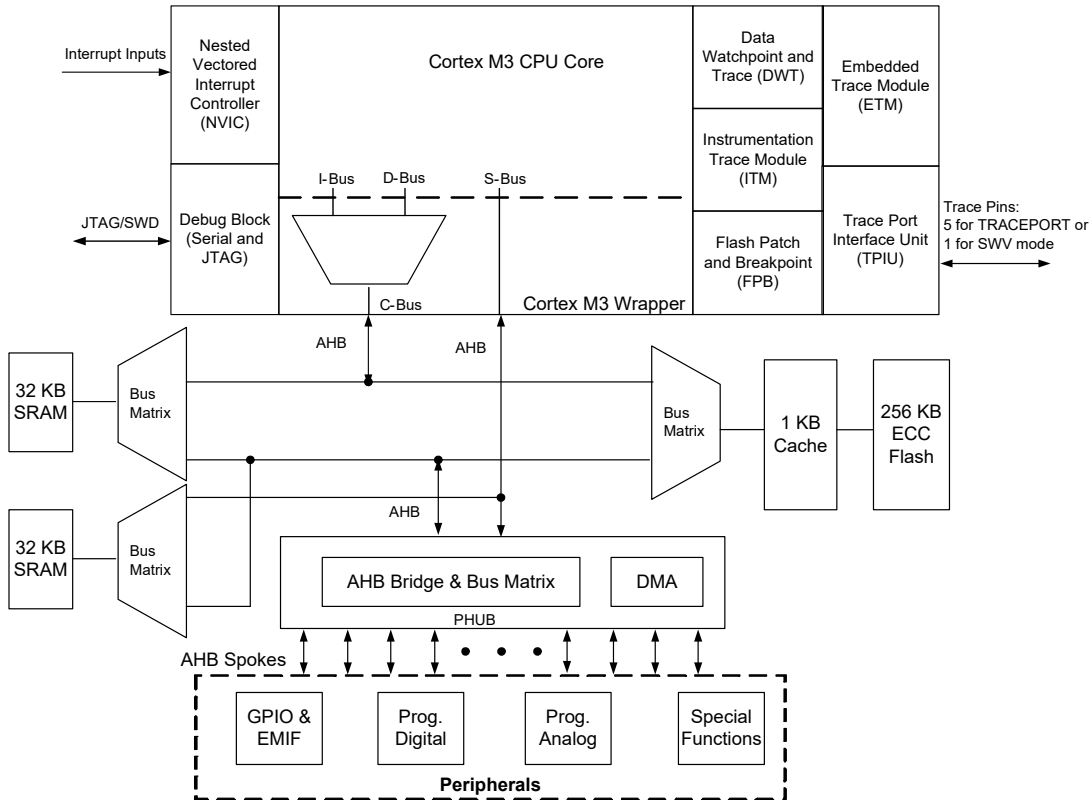 Interrupt Inputs
Nested
Vectored
Interrupt
Controller
(NVIC)
Cortex M3 CPU Core
Data
Watchpoint and
Trace (DWT)
Embedded
Trace Module
(ETM)
Instrumentation
Trace Module
(ITM)
I-Bus
D-Bus
S-Bus
JTAG/SWD
Debug Block
(Serial and
JTAG)
Flash Patch
and Breakpoint
(FPB)
Trace Port
Interface Unit
(TPIU)
Trace Pins:
5 for TRACEPORT or
1 for SWV mode
C-Bus
Cortex M3 Wrapper
AHB
AHB
32 KB
SRAM
Bus
Matrix
Bus
Matrix
1 KB
Cache
256 KB
ECC
Flash
AHB
32 KB
SRAM
Bus
Matrix
AHB Bridge & Bus Matrix
DMA
PHUB
AHB Spokes
GPIO &
EMIF
Prog.
Digital
Prog.
Analog
Special
Functions
Peripherals